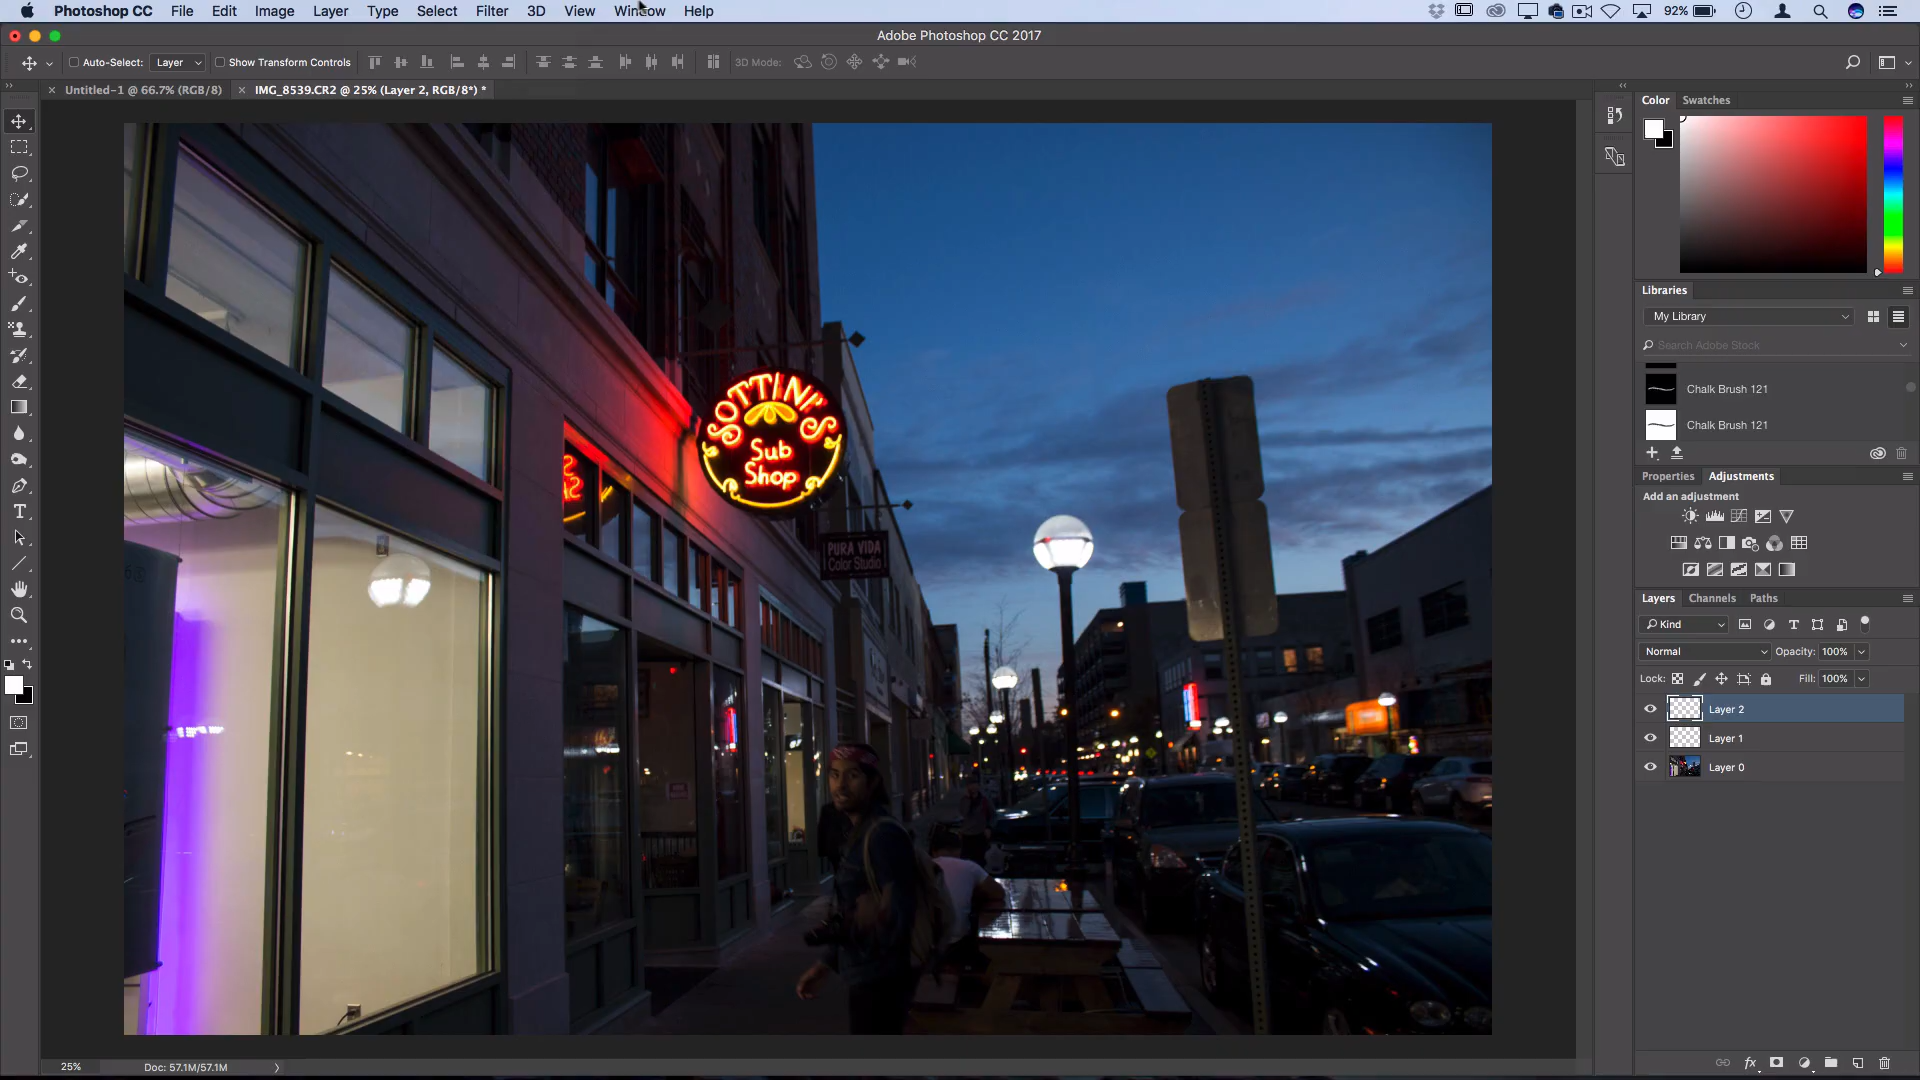 Photoshop CC File Edit Image Layer Type Select Filter 3D View Window Help 92%
Adobe Photoshop CC 2017
Auto-Select: Layer Show Transform Controls 3D Mode:
Untitled-1 @ 66.7% (RGB/8) IMG_8539.CR2 @ 25% (Layer 2, RGB/8*) *
Color Swatches
Libraries
My Library
Search Adobe Stock
Chalk Brush 121
Chalk Brush 121
Properties Adjustments
Add an adjustment
Layers Channels Paths
Kind
Normal Opacity: 100%
Lock: Fill: 100%
Layer 2
Layer 1
Layer 0
SOTTINI'S
Sub
Shop
PURA VIDA
Color Studio
25% Doc: 57.1M/57.1M